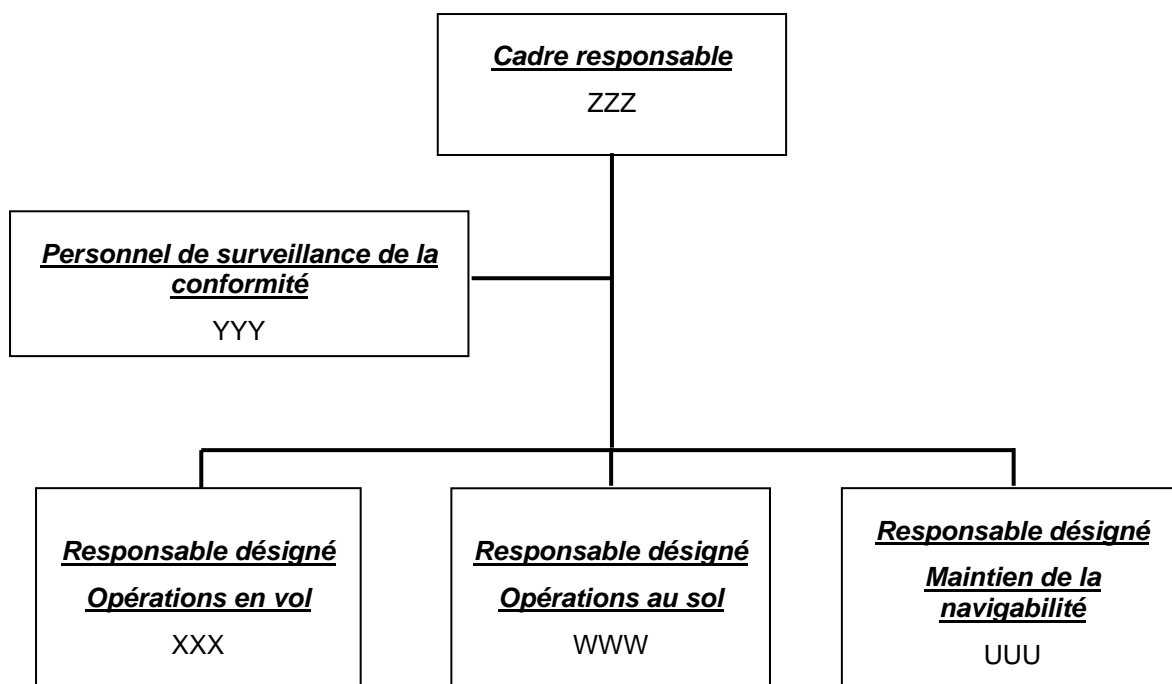 Cadre responsable
ZZZ
Personnel de surveillance de la
conformité
YYY
Responsable désigné
Opérations en vol
XXX
Responsable désigné
Opérations au sol
WWW
Responsable désigné
Maintien de la
navigabilité
UUU